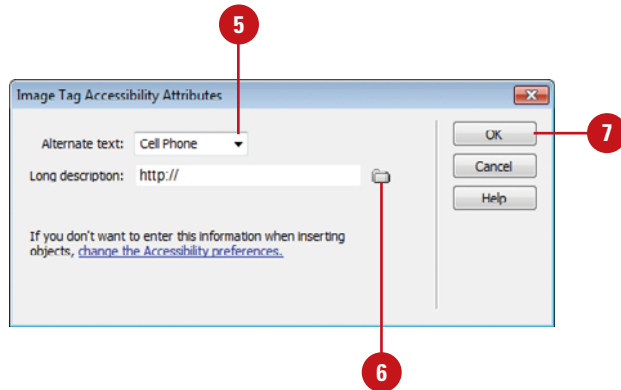 5
Image Tag Accessibility Attributes
Alternate text: Cell Phone
OK
7
Long description: http://
Cancel
Help
If you don't want to enter this information when inserting
objects, change the Accessibility preferences.
6